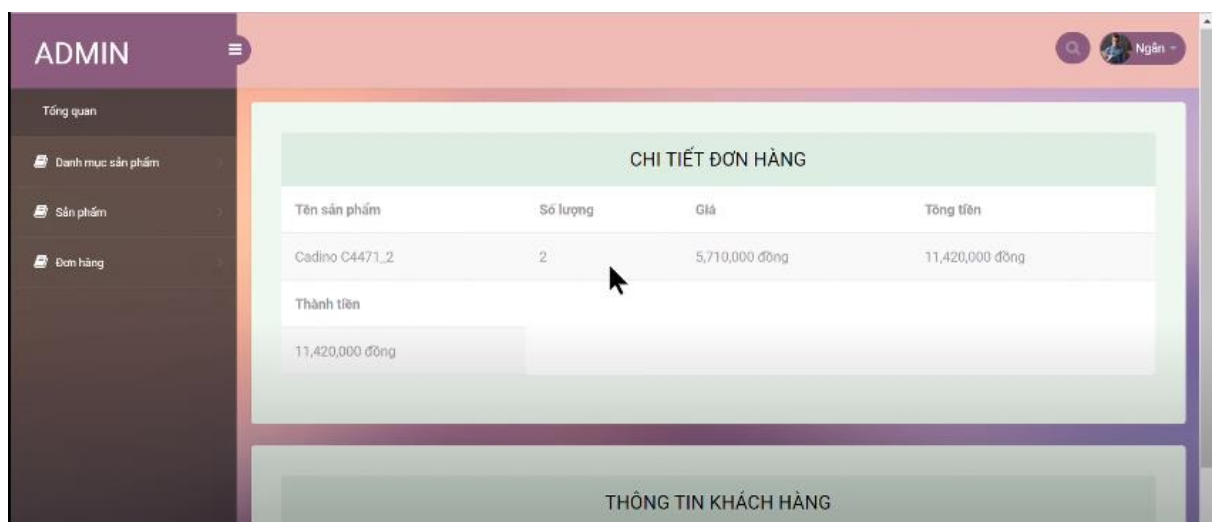 ADMIN
Ngân
Tổng quan
Danh mục sản phẩm
Sản phẩm
Đơn hàng
CHI TIẾT ĐƠN HÀNG
Tên sản phẩm Số lượng Giá Tổng tiền
Cadino C4471_2 2 5,710,000 đồng 11,420,000 đồng
Thành tiền
11,420,000 đồng
THÔNG TIN KHÁCH HÀNG